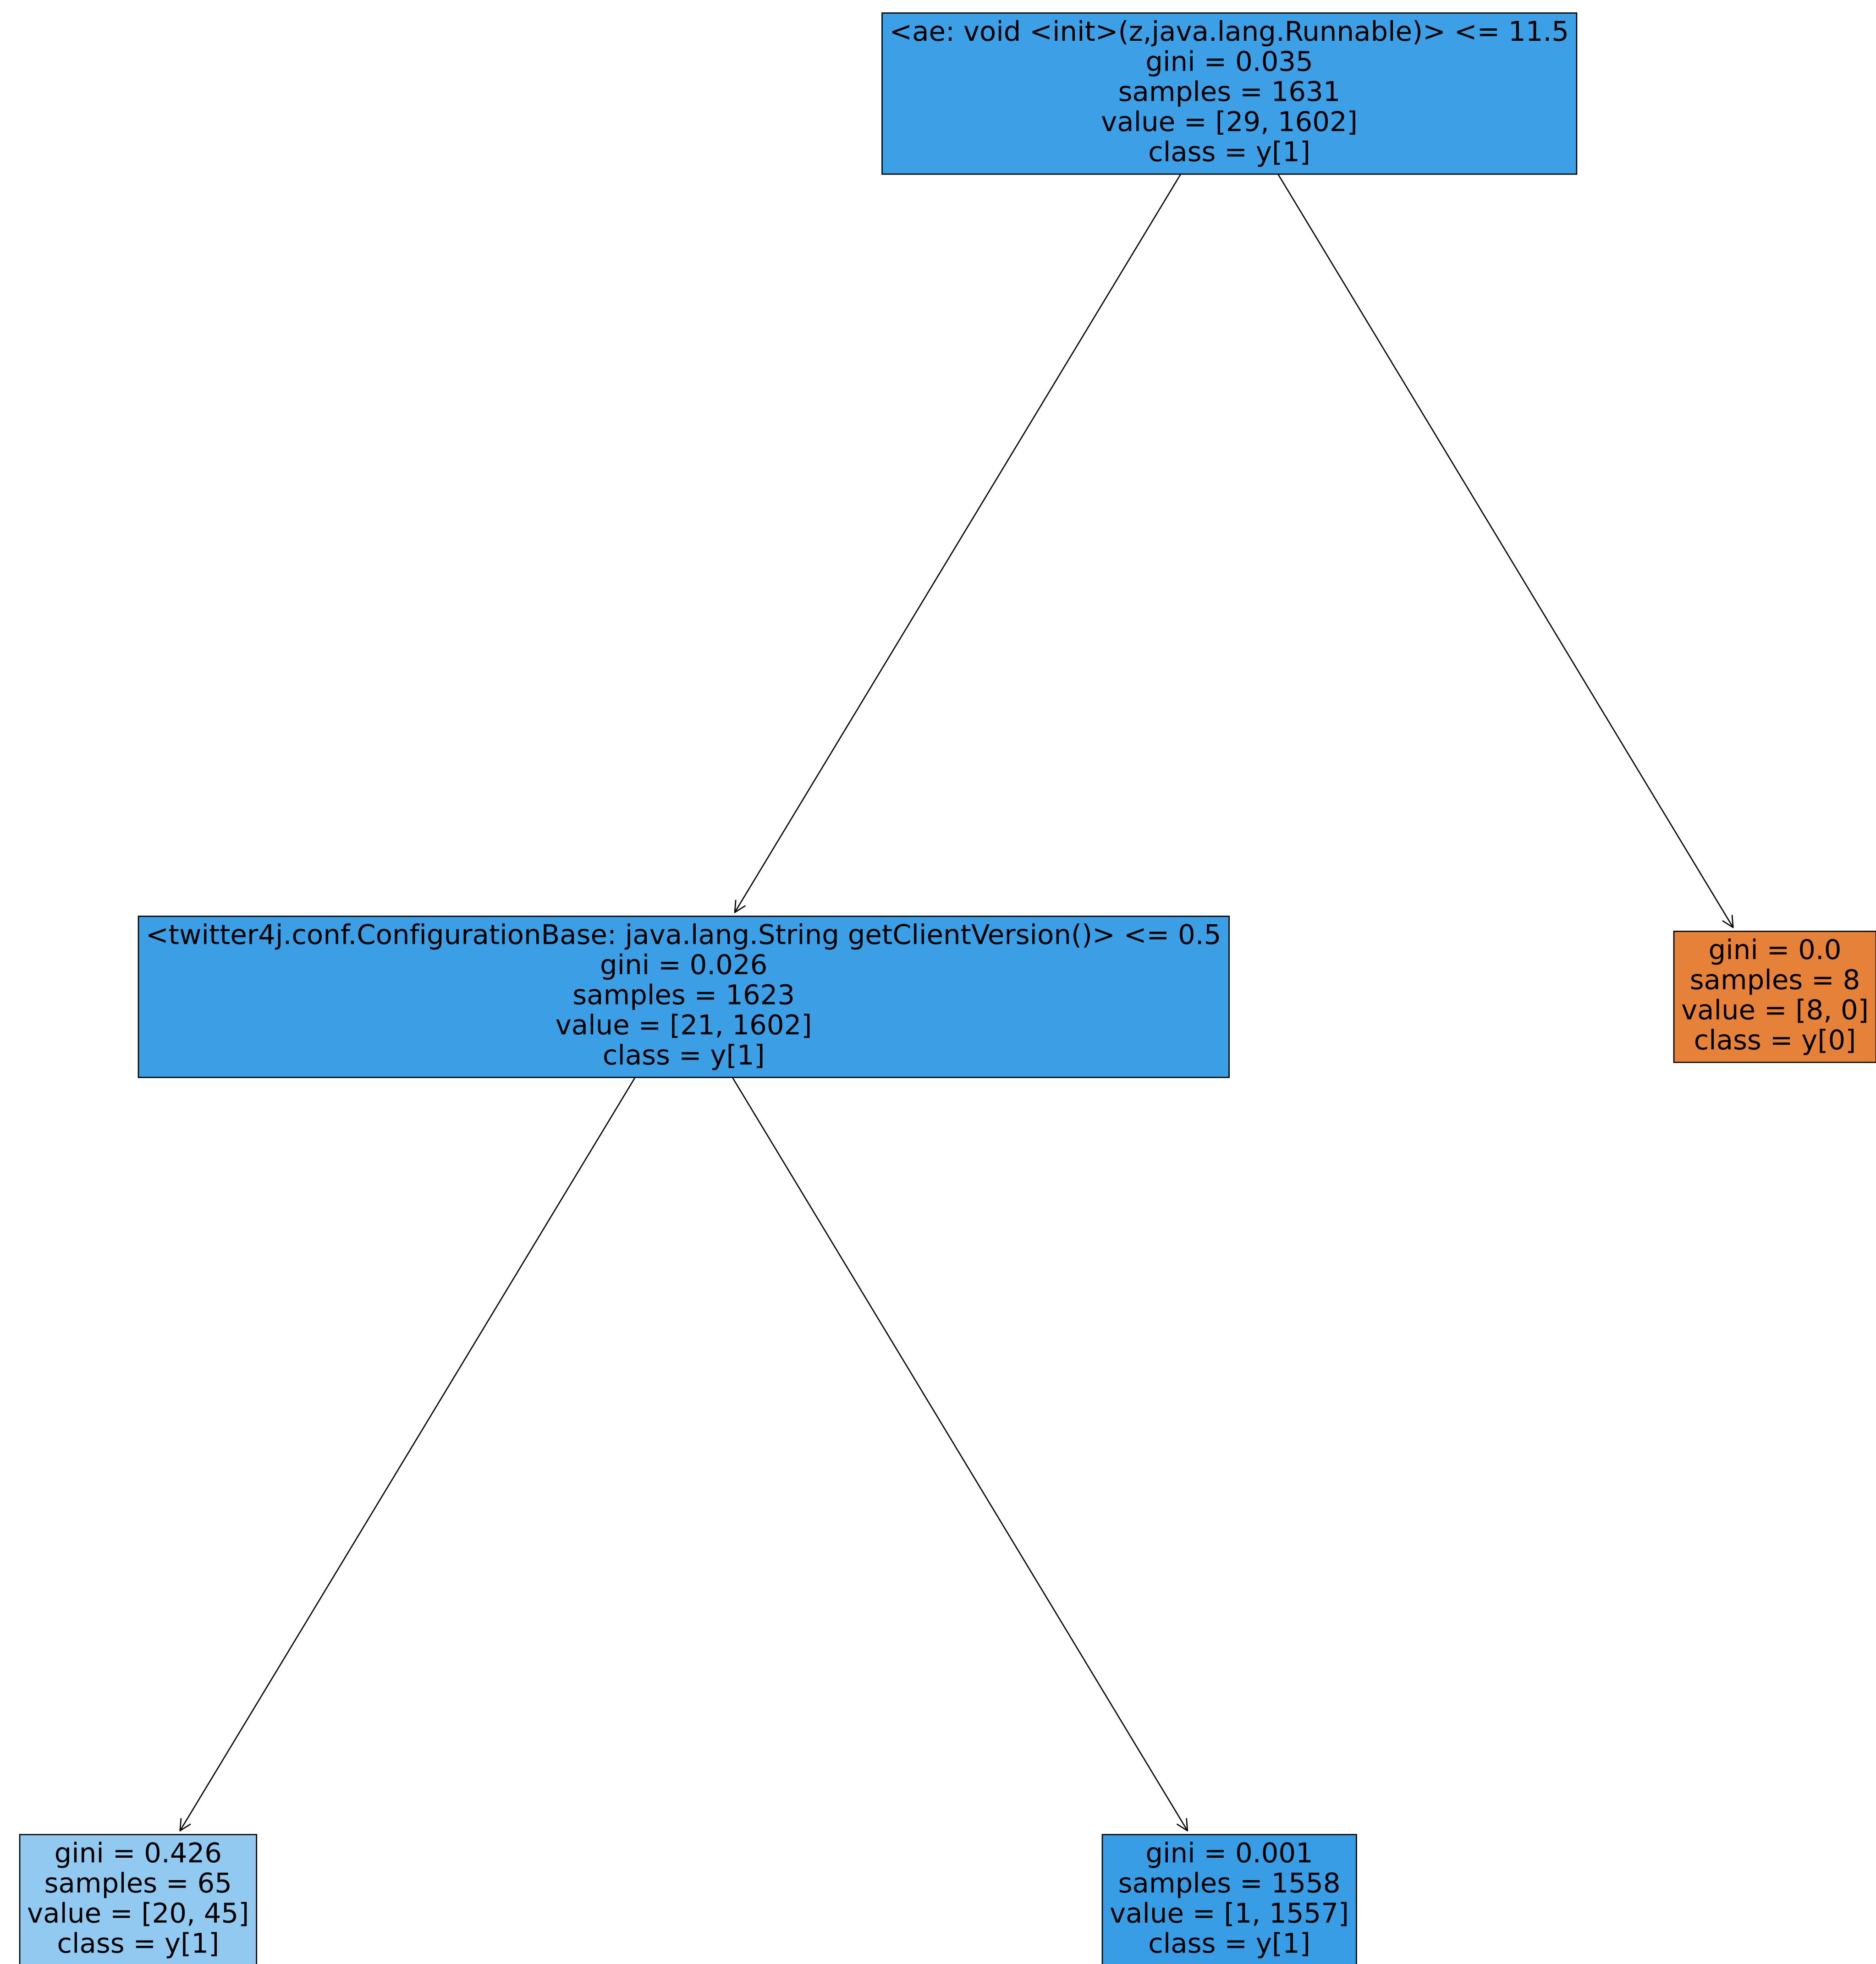 <ae: void <init>(z,java.lang.Runnable)> <= 11.5
gini = 0.035
samples = 1631
value = [29, 1602]
class = y[1]
<twitter4j.conf.ConfigurationBase: java.lang.String getClientVersion()> <= 0.5
gini = 0.026
samples = 1623
value = [21, 1602]
class = y[1]
gini = 0.0
samples = 8
value = [8, 0]
class = y[0]
gini = 0.426
samples = 65
value = [20, 45]
class = y[1]
gini = 0.001
samples = 1558
value = [1, 1557]
class = y[1]